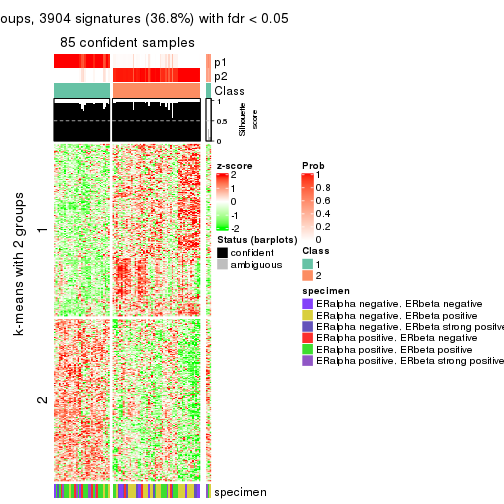 oups, 3904 signatures (36.8%) with fdr < 0.05
85 confident samples
p1
p2
Class
1
0.5
0
Silhouette
score
k-means with 2 groups
1
2
specimen
z-score
2
1
0
-1
-2
Status (barplots)
confident
ambiguous
Prob
1
0.8
0.6
0.4
0.2
0
Class
1
2
specimen
ERalpha negative. ERbeta negative
ERalpha negative. ERbeta positive
ERalpha negative. ERbeta strong positive
ERalpha positive. ERbeta negative
ERalpha positive. ERbeta positive
ERalpha positive. ERbeta strong positive